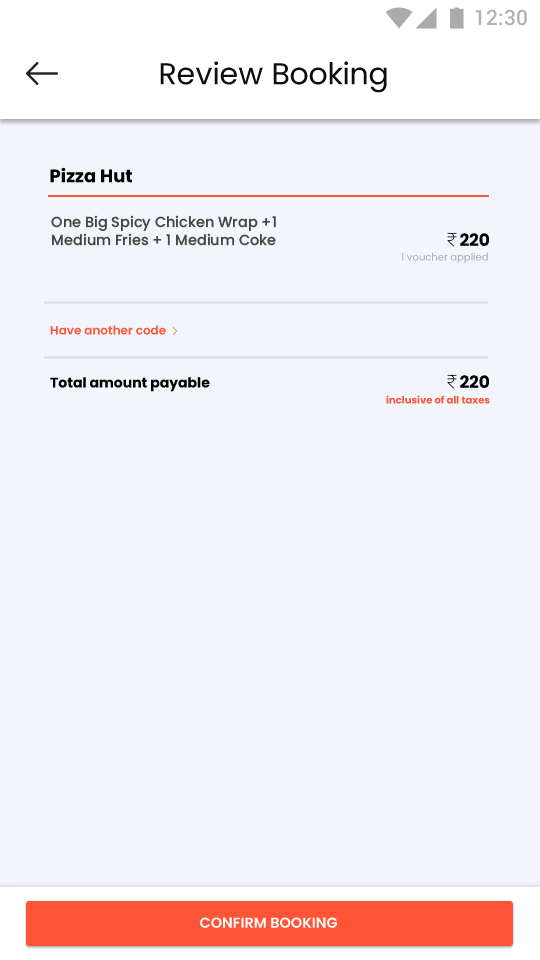 12:30
Review Booking
Pizza Hut
One Big Spicy Chicken Wrap +1
Medium Fries + 1 Medium Coke
₹ 220
1 voucher applied
Have another code >
Total amount payable
₹ 220
inclusive of all taxes
CONFIRM BOOKING